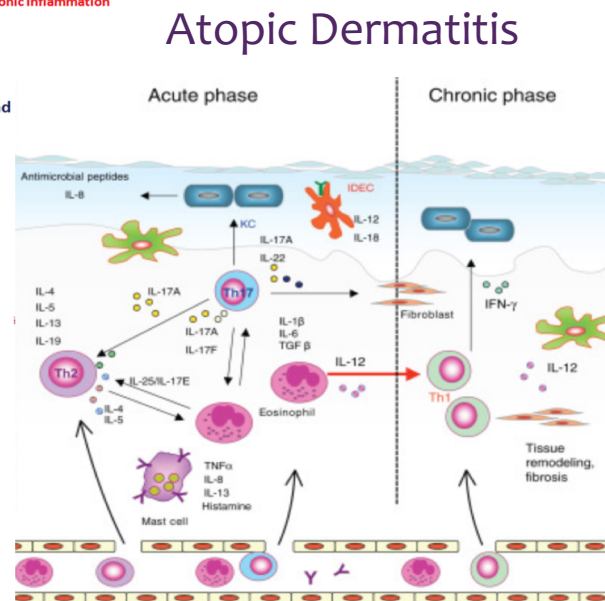 onic Inflammation
Atopic Dermatitis
nd
Acute phase
Chronic phase
Antimicrobial peptides
IL-8
KC
IDEC
IL-12
IL-18
IL-17A
IL-22
IL-4
IL-5
IL-13
IL-19
IL-17A
Th17
IL-17A
IL-17F
Fibroblast
IFN-γ
IL-1β
IL-6
TGF β
IL-12
IL-12
Th2
IL-25/IL-17E
Th1
IL-4
IL-5
Eosinophil
Tissue
remodeling,
fibrosis
TNFα
IL-8
IL-13
Histamine
Mast cell